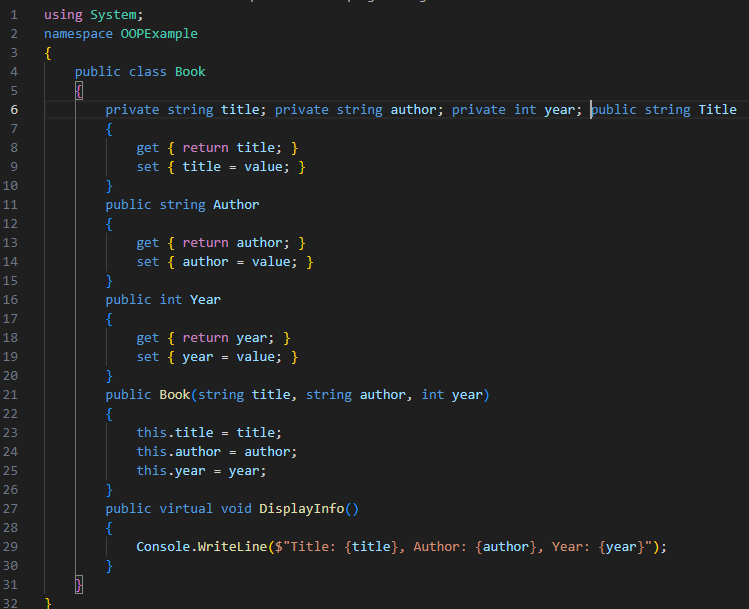 1 using System;
2 namespace OOPExample
3 {
4     public class Book
5     {
6         private string title; private string author; private int year; public string Title
7         {
8             get { return title; }
9             set { title = value; }
10         }
11         public string Author
12         {
13             get { return author; }
14             set { author = value; }
15         }
16         public int Year
17         {
18             get { return year; }
19             set { year = value; }
20         }
21         public Book(string title, string author, int year)
22         {
23             this.title = title;
24             this.author = author;
25             this.year = year;
26         }
27         public virtual void DisplayInfo()
28         {
29             Console.WriteLine($"Title: {title}, Author: {author}, Year: {year}");
30         }
31     }
32 }